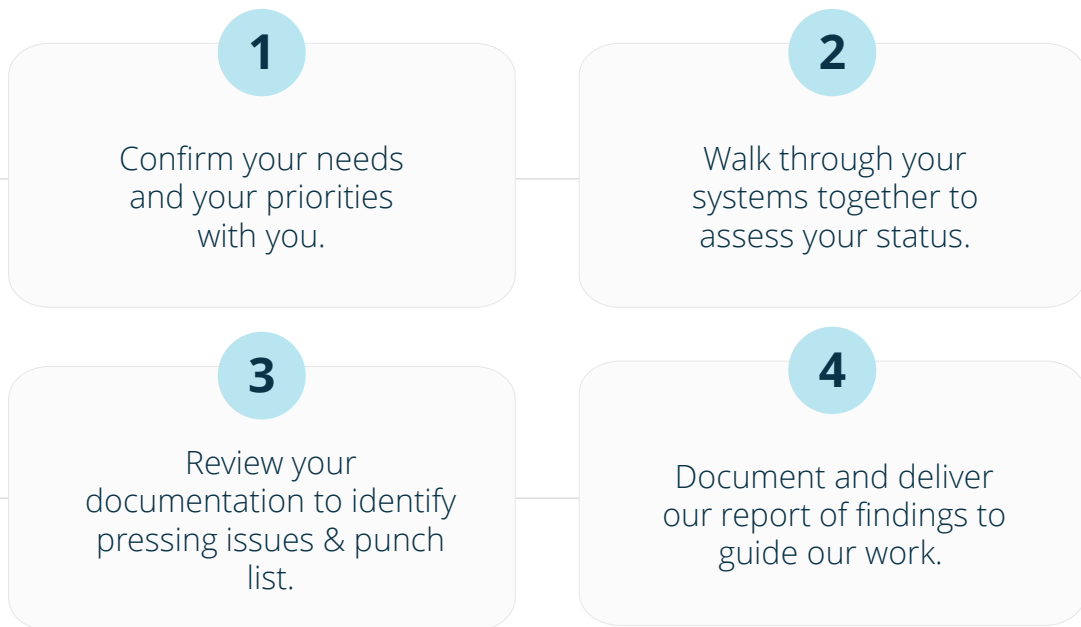 1
Confirm your needs
and your priorities
with you.
2
Walk through your
systems together to
assess your status.
3
Review your
documentation to identify
pressing issues & punch
list.
4
Document and deliver
our report of findings to
guide our work.